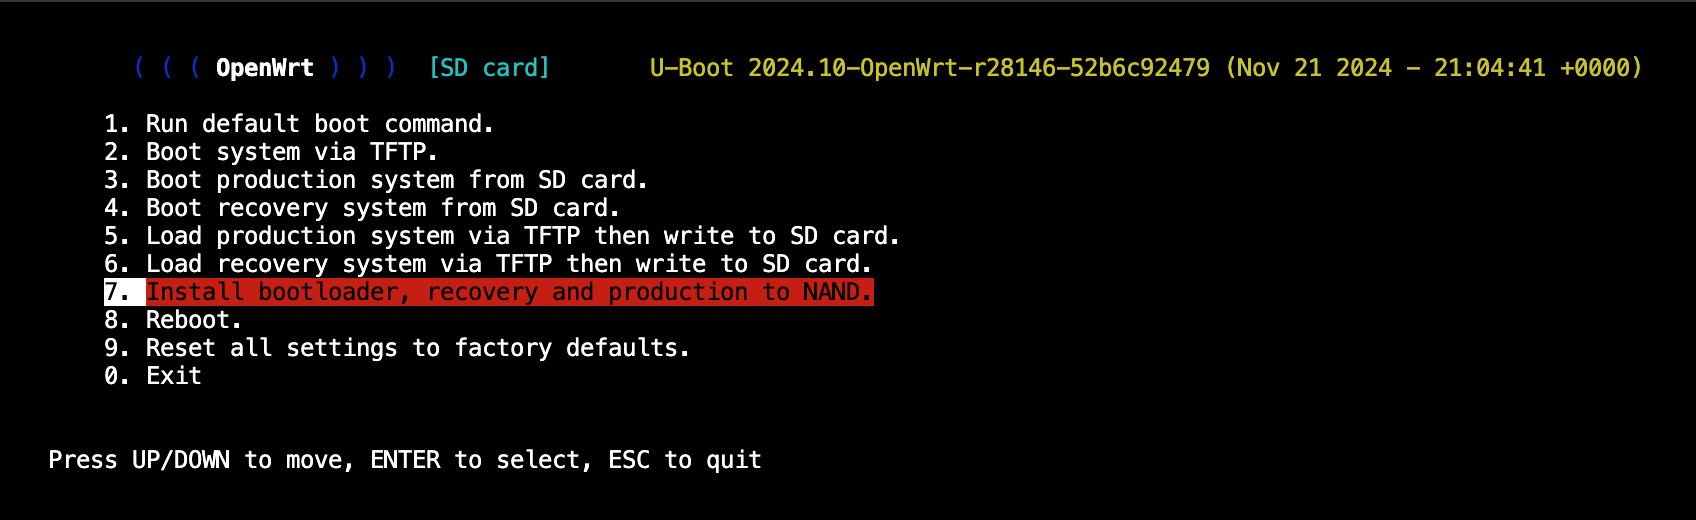 ( ( ( OpenWrt ) ) ) [SD card] U-Boot 2024.10-OpenWrt-r28146-52b6c92479 (Nov 21 2024 - 21:04:41 +0000)
1. Run default boot command.
2. Boot system via TFTP.
3. Boot production system from SD card.
4. Boot recovery system from SD card.
5. Load production system via TFTP then write to SD card.
6. Load recovery system via TFTP then write to SD card.
7. Install bootloader, recovery and production to NAND.
8. Reboot.
9. Reset all settings to factory defaults.
0. Exit
Press UP/DOWN to move, ENTER to select, ESC to quit